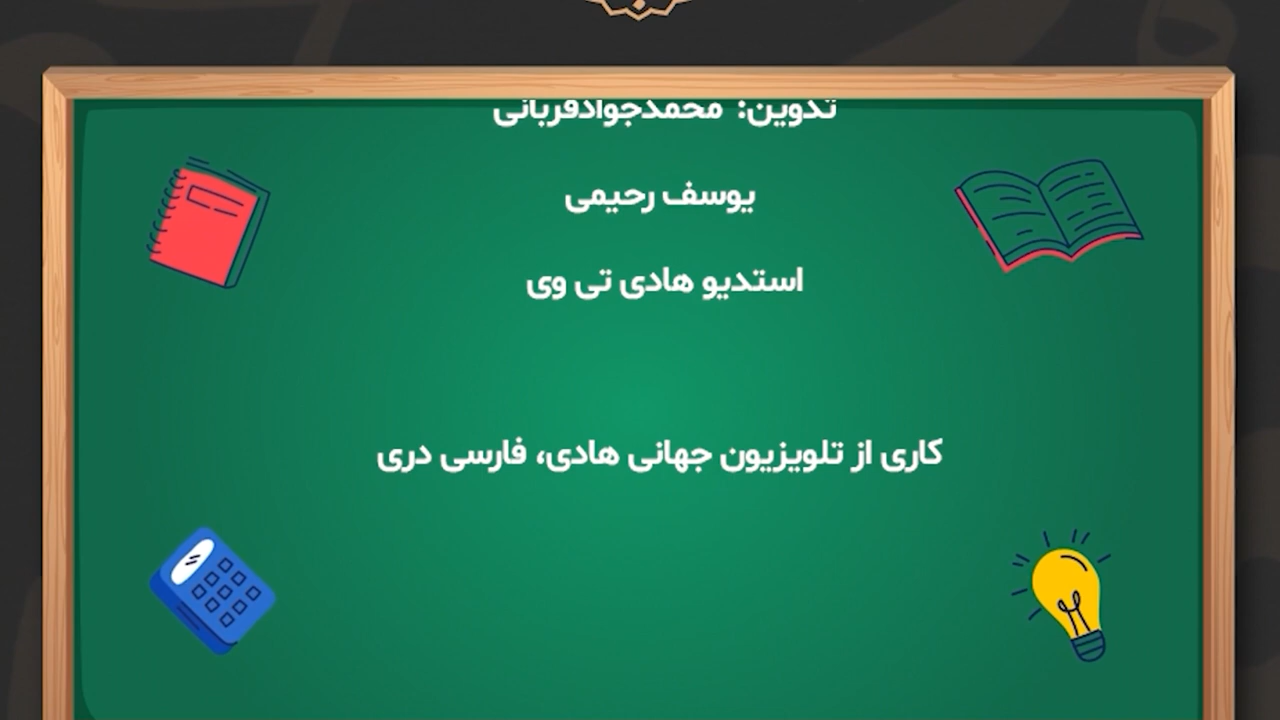 تدوین: محمدجوادقربانی
یوسف رحیمی
استدیو هادی تی وی
کاری از تلویزیون جهانی هادی، فارسی دری